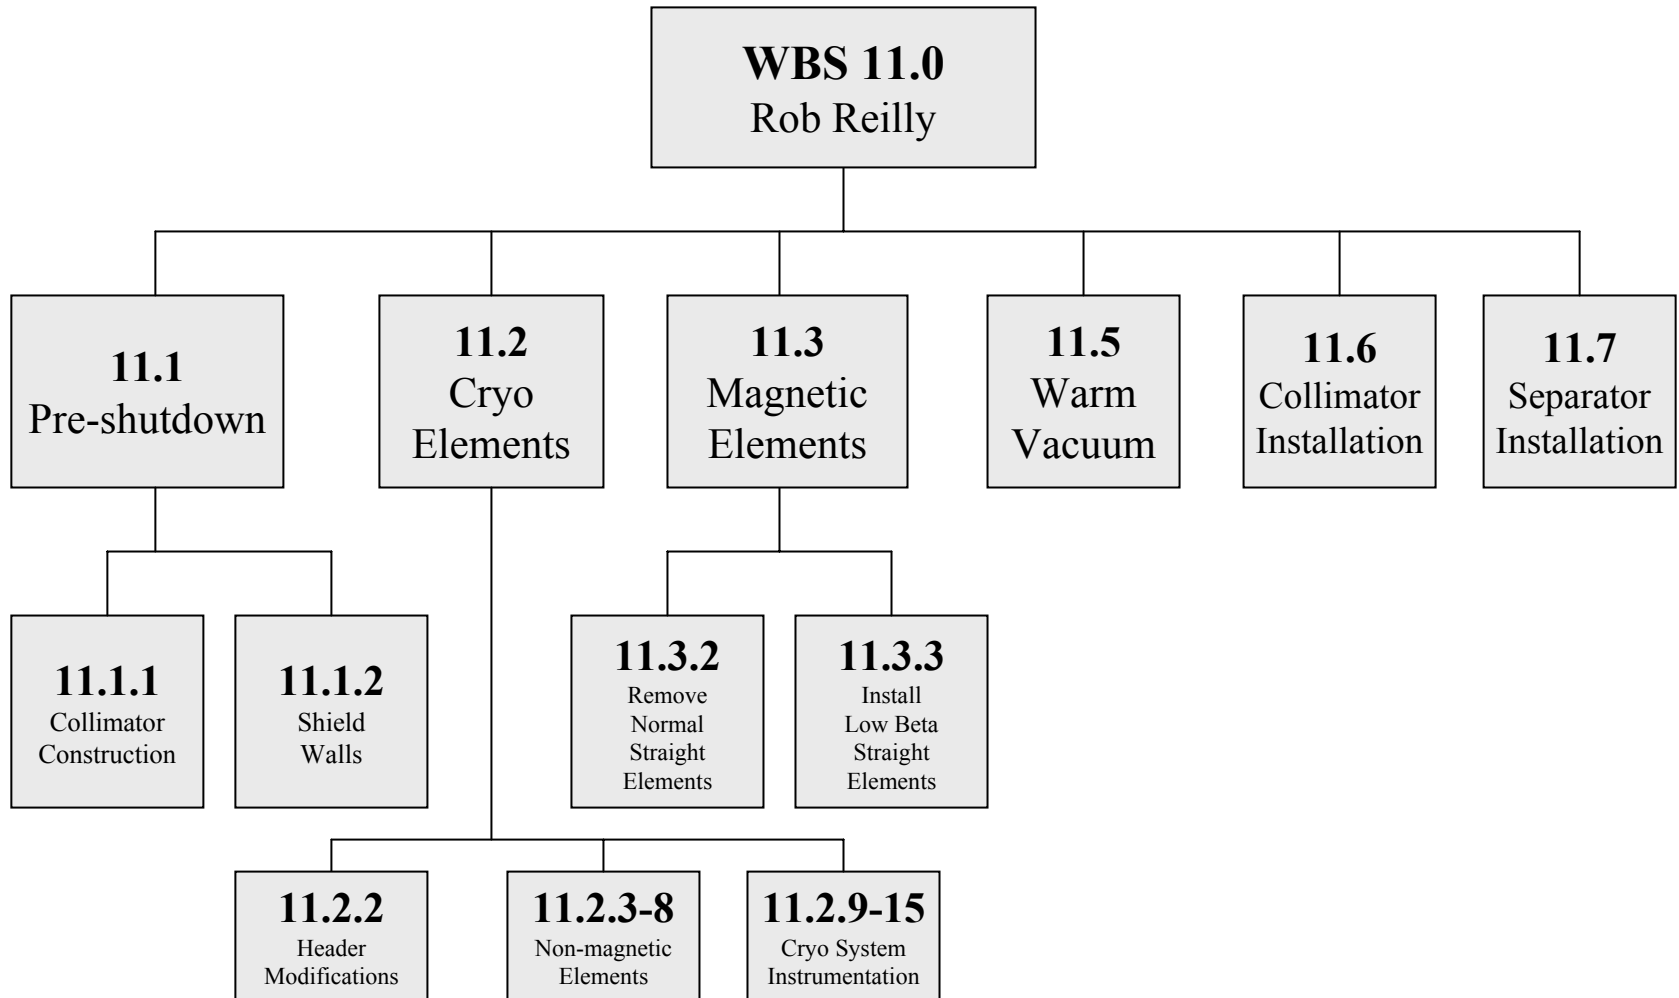 WBS 11.0
Rob Reilly
11.1
Pre-shutdown
11.2
Cryo
Elements
11.3
Magnetic
Elements
11.5
Warm
Vacuum
11.6
Collimator
Installation
11.7
Separator
Installation
11.1.1
Collimator
Construction
11.1.2
Shield
Walls
11.3.2
Remove
Normal
Straight
Elements
11.3.3
Install
Low Beta
Straight
Elements
11.2.2
Header
Modifications
11.2.3-8
Non-magnetic
Elements
11.2.9-15
Cryo System
Instrumentation